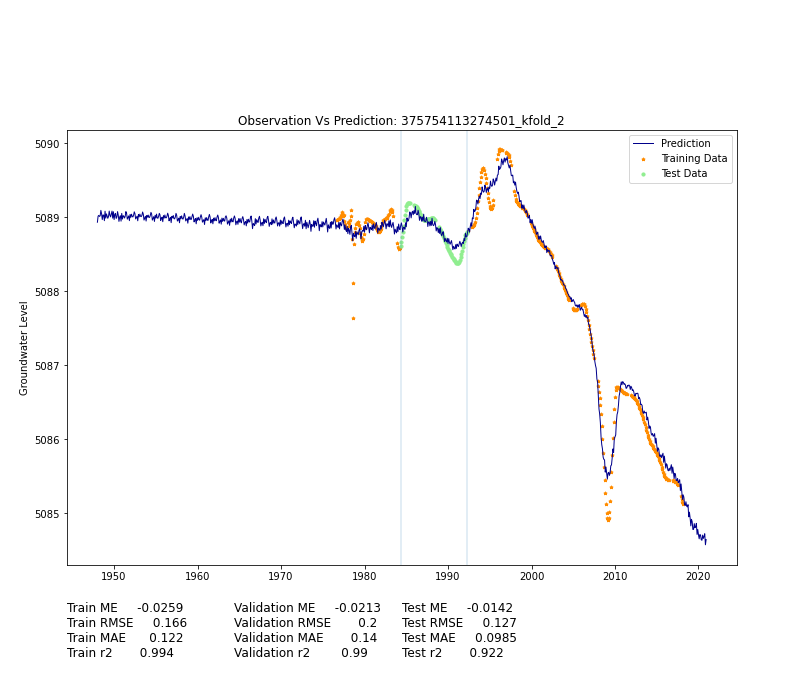 Observation Vs Prediction: 375754113274501_kfold_2
Prediction
Training Data
Test Data
Groundwater Level
5090
5089
5088
5087
5086
5085
1950 1960 1970 1980 1990 2000 2010 2020
Train ME -0.0259 Validation ME -0.0213 Test ME -0.0142
Train RMSE 0.166 Validation RMSE 0.2 Test RMSE 0.127
Train MAE 0.122 Validation MAE 0.14 Test MAE 0.0985
Train r2 0.994 Validation r2 0.99 Test r2 0.922